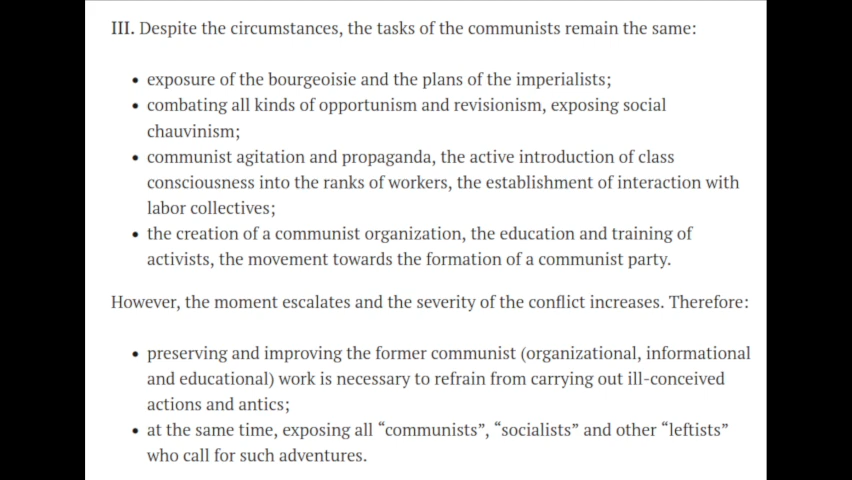 III. Despite the circumstances, the tasks of the communists remain the same:
• exposure of the bourgeoisie and the plans of the imperialists;
• combating all kinds of opportunism and revisionism, exposing social
chauvinism;
• communist agitation and propaganda, the active introduction of class
consciousness into the ranks of workers, the establishment of interaction with
labor collectives;
• the creation of a communist organization, the education and training of
activists, the movement towards the formation of a communist party.
However, the moment escalates and the severity of the conflict increases. Therefore:
• preserving and improving the former communist (organizational, informational
and educational) work is necessary to refrain from carrying out ill-conceived
actions and antics;
• at the same time, exposing all “communists”, “socialists” and other “leftists”
who call for such adventures.